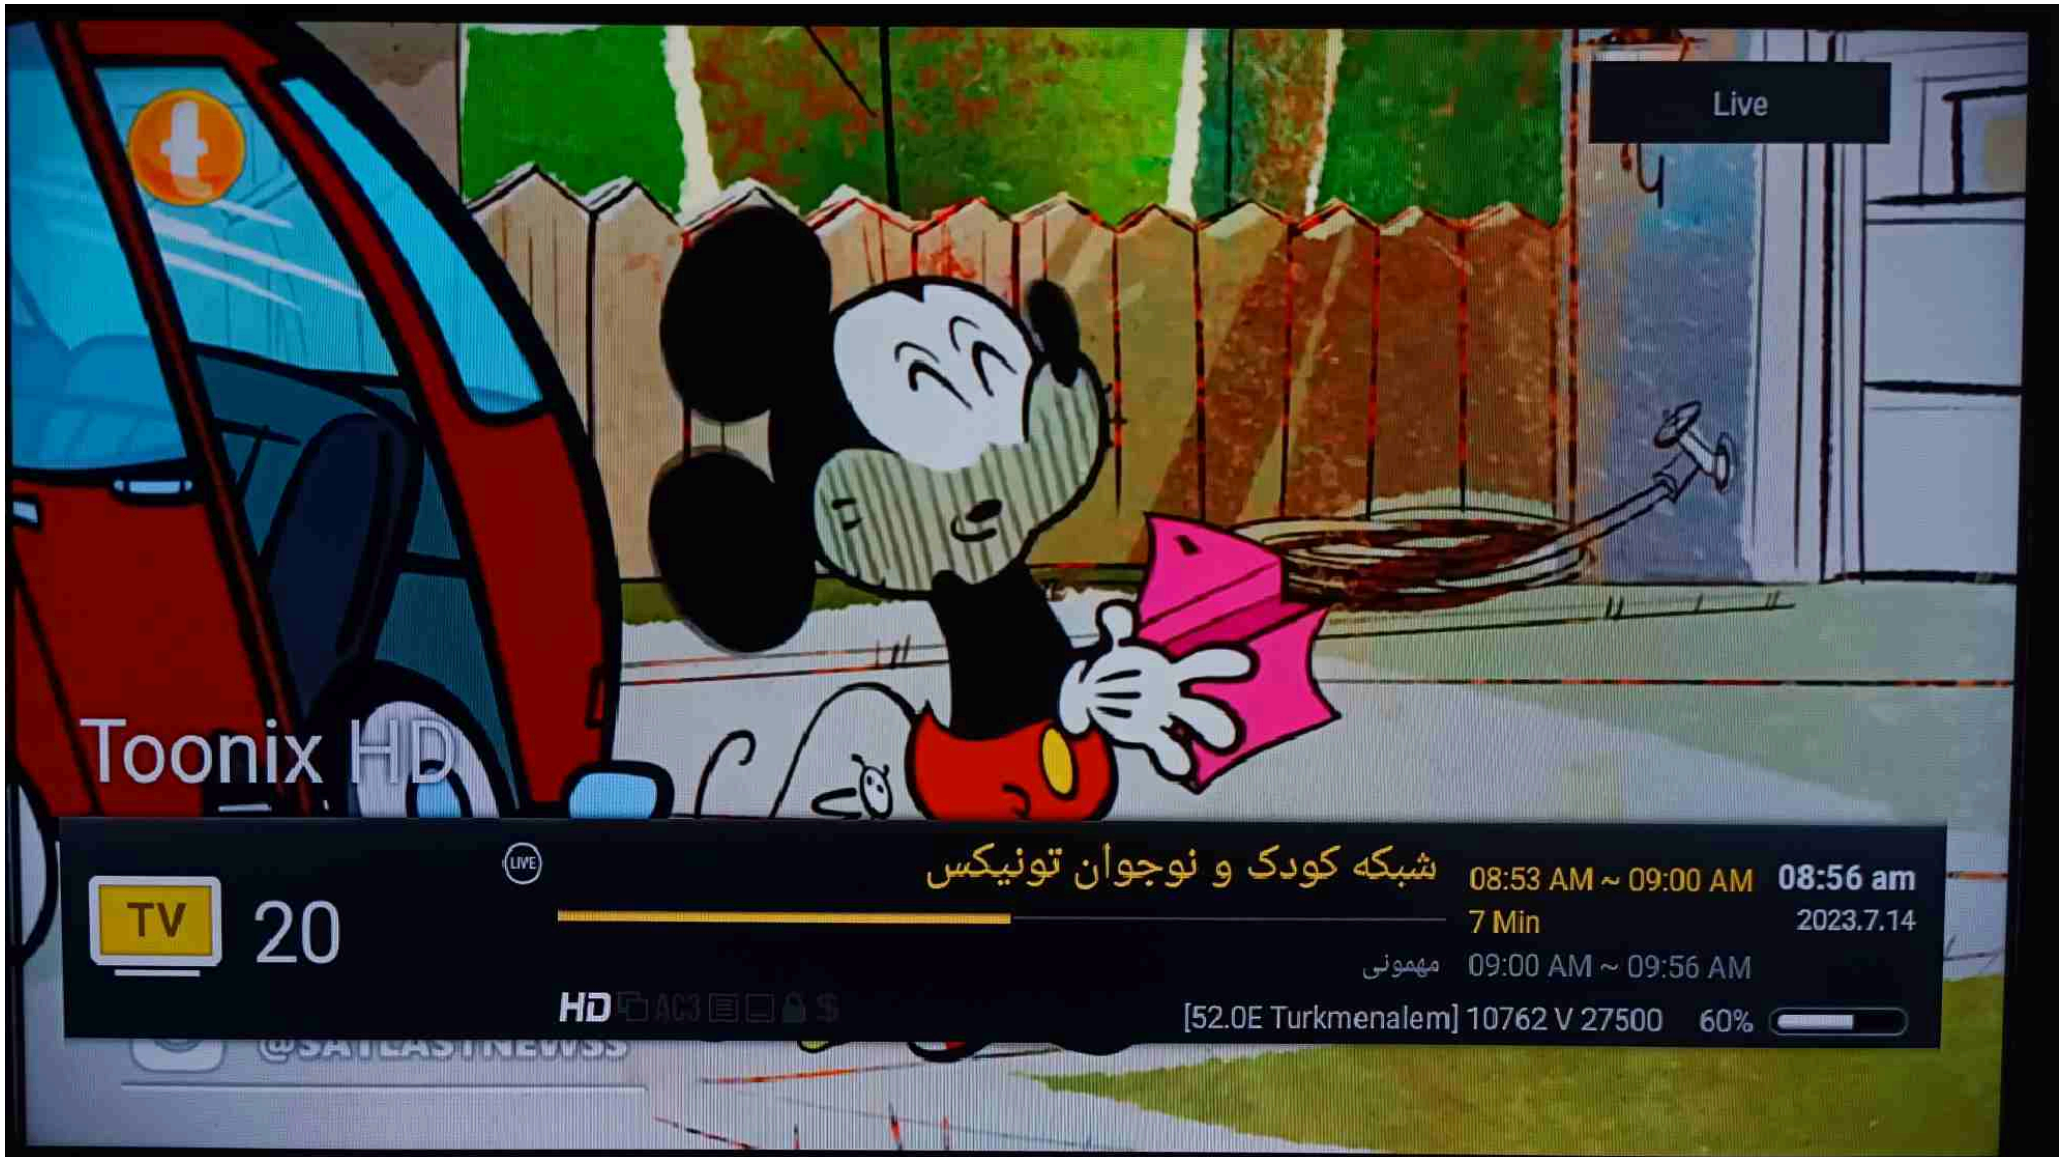 Live
Toonix HD
TV
20
LIVE
شبکه کودک و نوجوان تونیکس
08:53 AM ~ 09:00 AM
08:56 am
7 Min
2023.7.14
مهمونی
09:00 AM ~ 09:56 AM
HD
AC3
$
[52.0E Turkmenalem] 10762 V 27500
60%
@SATLASTNEWSS